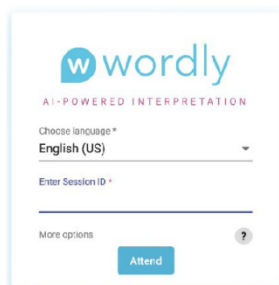 w wordly
AI-POWERED INTERPRETATION
Choose language *
English (US)
Enter Session ID *
More options ?
Attend